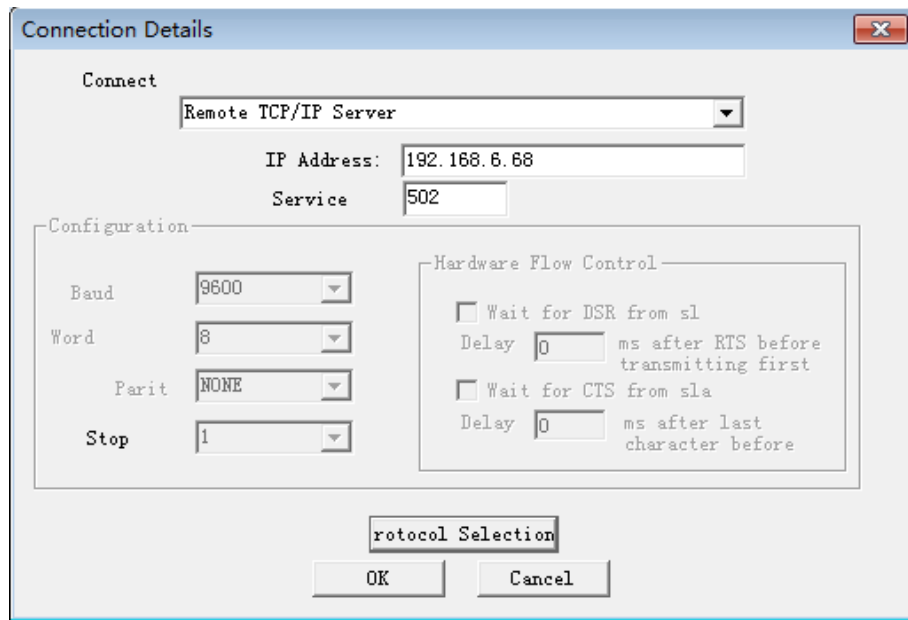 Connection Details
Connect
Remote TCP/IP Server
IP Address: 192.168.6.68
Service 502
Configuration
Baud 9600
Word 8
Parit NONE
Stop 1
Hardware Flow Control
Wait for DSR from sl
Delay 0 ms after RTS before
transmitting first
Wait for CTS from sla
Delay 0 ms after last
character before
rotocol Selection
OK Cancel